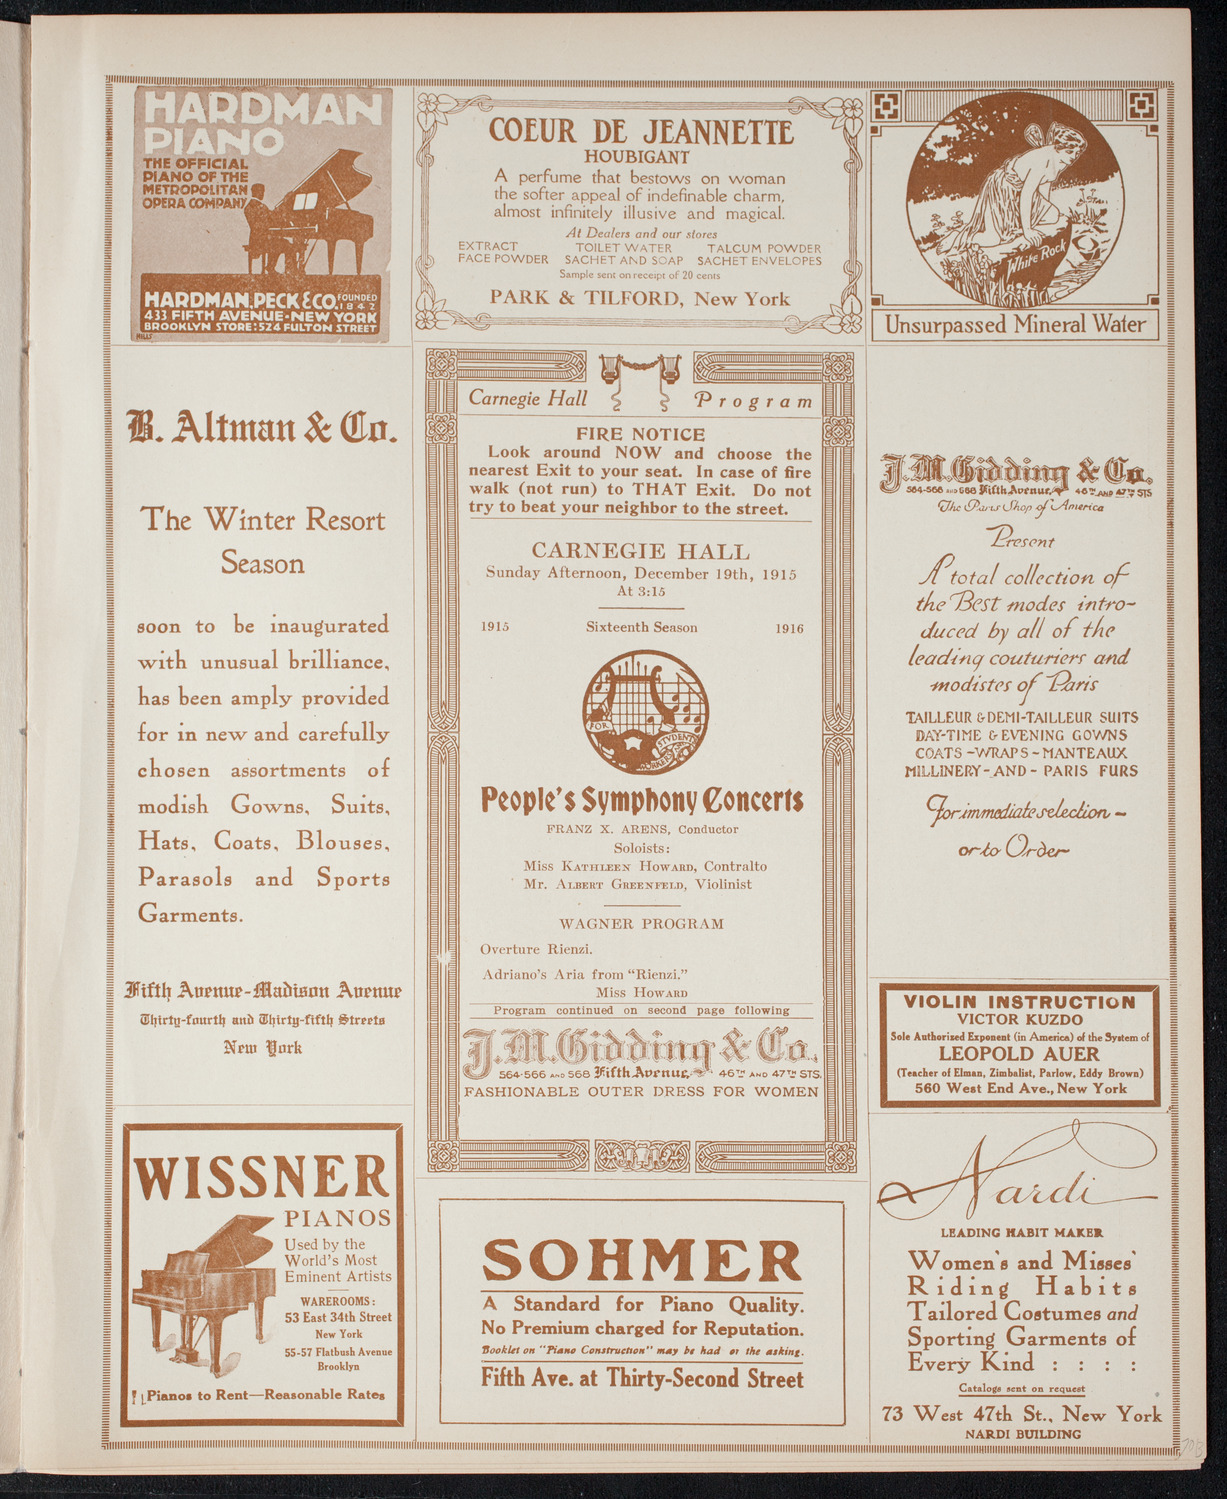 HARDMAN
PIANO
THE OFFICIAL
PIANO OF THE
METROPOLITAN
OPERA COMPANY
HARDMAN, PECK & CO. FOUNDED 1842
433 FIFTH AVENUE-NEW YORK
BROOKLYN STORE: 524 FULTON STREET
HILLS
COEUR DE JEANNETTE
HOUBIGANT
A perfume that bestows on woman
the softer appeal of indefinable charm,
almost infinitely illusive and magical.
At Dealers and our stores
EXTRACT TOILET WATER TALCUM POWDER
FACE POWDER SACHET AND SOAP SACHET ENVELOPES
Sample sent on receipt of 20 cents
PARK & TILFORD, New York
White Rock
Unsurpassed Mineral Water
B. Altman & Co.
The Winter Resort
Season
soon to be inaugurated
with unusual brilliance,
has been amply provided
for in new and carefully
chosen assortments of
modish Gowns, Suits,
Hats, Coats, Blouses,
Parasols and Sports
Garments.
Fifth Avenue-Madison Avenue
Thirty-fourth and Thirty-fifth Streets
New York
Carnegie Hall Program
FIRE NOTICE
Look around NOW and choose the
nearest Exit to your seat. In case of fire
walk (not run) to THAT Exit. Do not
try to beat your neighbor to the street.
CARNEGIE HALL
Sunday Afternoon, December 19th, 1915
At 3:15
1915 Sixteenth Season 1916
FOR
STUDENTS
WORKERS
People's Symphony Concerts
FRANZ X. ARENS, Conductor
Soloists:
Miss KATHLEEN HOWARD, Contralto
Mr. ALBERT GREENFELD, Violinist
WAGNER PROGRAM
Overture Rienzi.
Adriano's Aria from "Rienzi."
Miss HOWARD
Program continued on second page following
J.M. Gidding & Co.
564-566 AND 568 Fifth Avenue, 46TH AND 47TH STS.
FASHIONABLE OUTER DRESS FOR WOMEN
J.M. Gidding & Co.
564-566 AND 568 Fifth Avenue, 46TH AND 47TH STS
The Paris Shop of America
Present
A total collection of
the Best modes intro-
duced by all of the
leading couturiers and
modistes of Paris
TAILLEUR & DEMI-TAILLEUR SUITS
DAY-TIME & EVENING GOWNS
COATS - WRAPS - MANTEAUX
MILLINERY - AND - PARIS FURS
For immediate selection -
or to Order
VIOLIN INSTRUCTION
VICTOR KUZDO
Sole Authorized Exponent (in America) of the System of
LEOPOLD AUER
(Teacher of Elman, Zimbalist, Parlow, Eddy Brown)
560 West End Ave., New York
WISSNER
PIANOS
Used by the
World's Most
Eminent Artists
WAREROOMS:
53 East 34th Street
New York
55-57 Flatbush Avenue
Brooklyn
Pianos to Rent—Reasonable Rates
SOHMER
A Standard for Piano Quality.
No Premium charged for Reputation.
Booklet on "Piano Construction" may be had or the asking.
Fifth Ave. at Thirty-Second Street
Nardi
LEADING HABIT MAKER
Women's and Misses'
Riding Habits
Tailored Costumes and
Sporting Garments of
Every Kind : : : :
Catalogs sent on request
73 West 47th St., New York
NARDI BUILDING